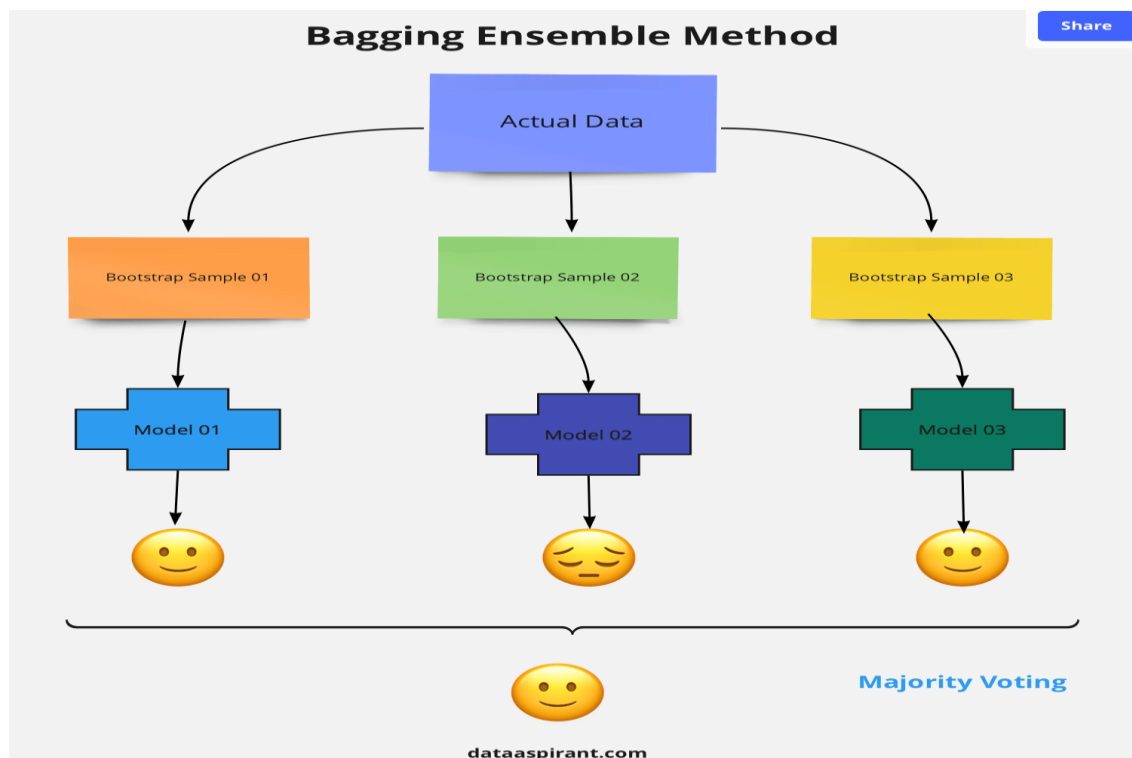 Bagging Ensemble Method
Share
Actual Data
Bootstrap Sample 01
Bootstrap Sample 02
Bootstrap Sample 03
Model 01
Model 02
Model 03
Majority Voting
dataaspirant.com